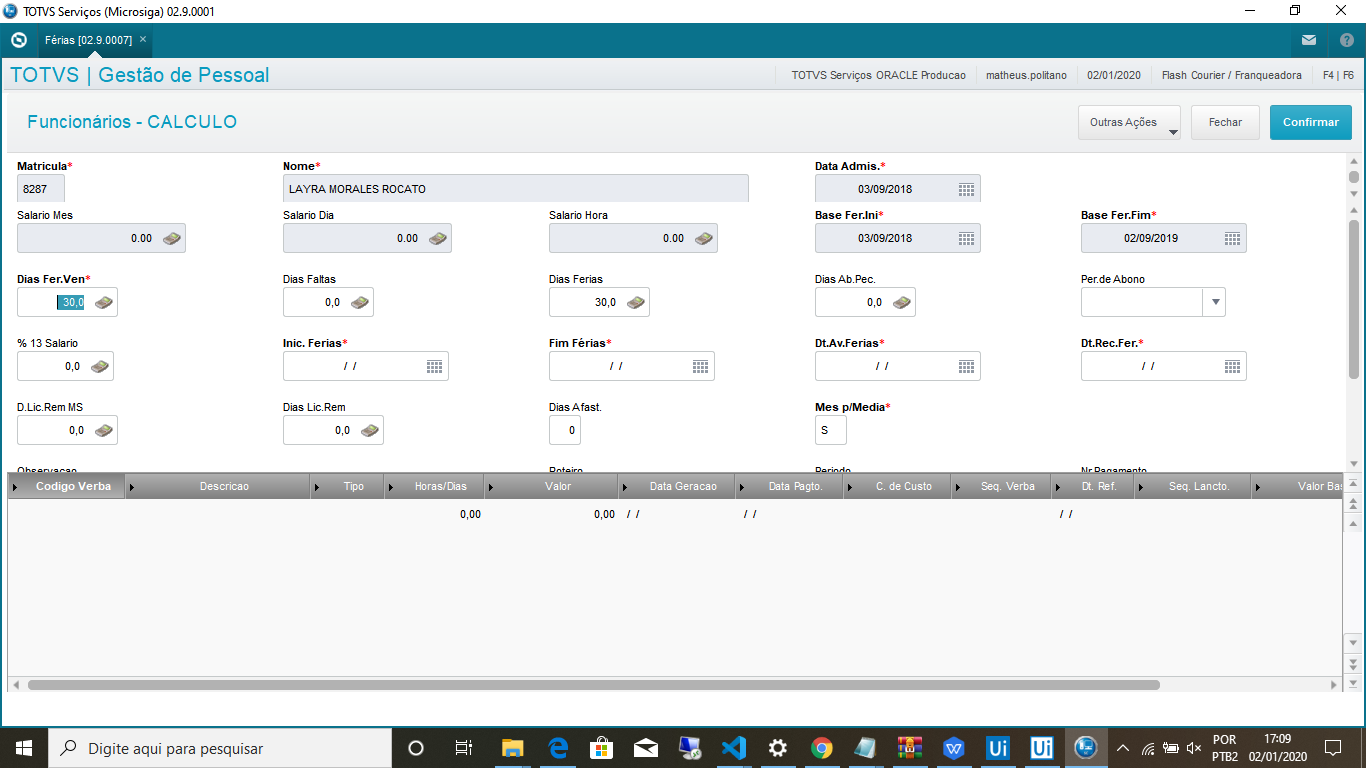 TOTVS Serviços (Microsiga) 02.9.0001
Férias [02.9.0007] ×
TOTVS | Gestão de Pessoal
TOTVS Serviços ORACLE Producao matheus.politano 02/01/2020 Flash Courier / Franqueadora F4 | F6
Funcionários - CALCULO
Outras Ações Fechar Confirmar
Matricula* Nome* Data Admis.*
8287 LAYRA MORALES ROCATO 03/09/2018
Salario Mes Salario Dia Salario Hora Base Fer.Ini* Base Fer.Fim*
0.00 0.00 0.00 03/09/2018 02/09/2019
Dias Fer.Ven* Dias Faltas Dias Ferias Dias Ab.Pec. Per.de Abono
30,0 0,0 30,0 0,0
% 13 Salario Inic. Ferias* Fim Férias* Dt.Av.Ferias* Dt.Rec.Fer.*
0,0 / / / / / / / /
D.Lic.Rem MS Dias Lic.Rem Dias Afast. Mes p/Media*
0,0 0,0 0 S
Observacao Roteiro Periodo Nr.Pagamento
Codigo Verba Descricao Tipo Horas/Dias Valor Data Geracao Data Pagto. C. de Custo Seq. Verba Dt. Ref. Seq. Lancto. Valor Bas
0,00 0,00 / / / / / /
Digite aqui para pesquisar
POR
PTB2
17:09
02/01/2020